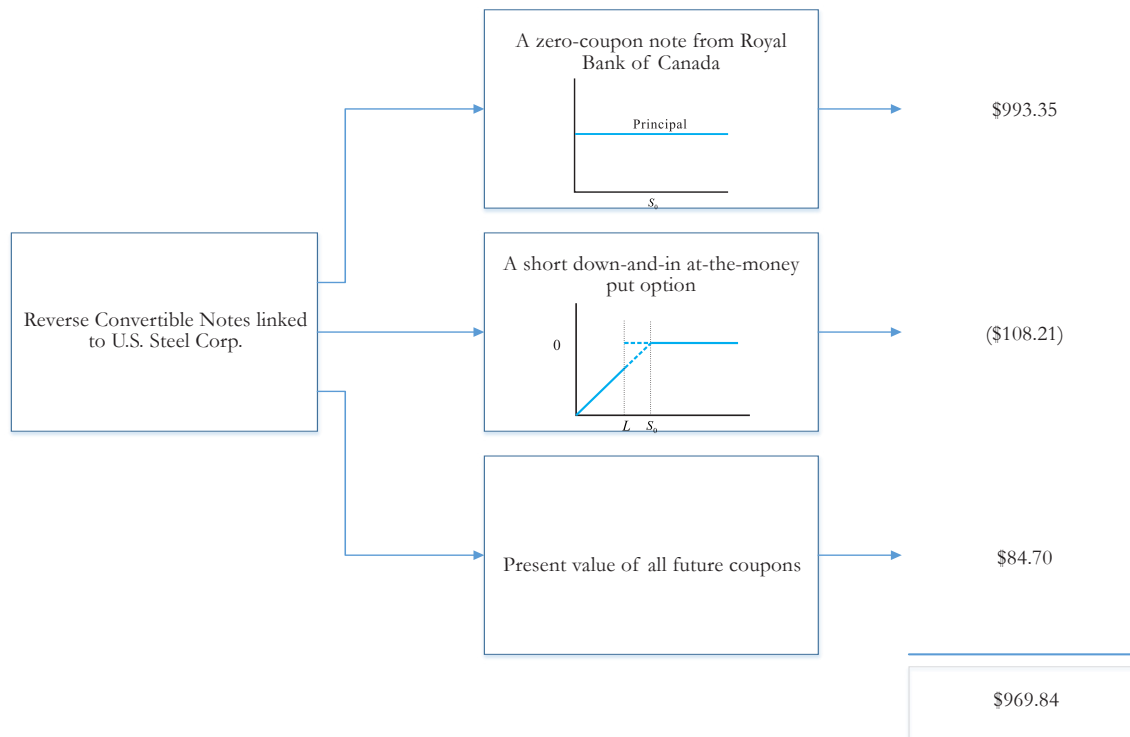 A zero-coupon note from Royal
Bank of Canada
Principal
S₀
$993.35
Reverse Convertible Notes linked
to U.S. Steel Corp.
A short down-and-in at-the-money
put option
0
L S₀
($108.21)
Present value of all future coupons
$84.70
$969.84